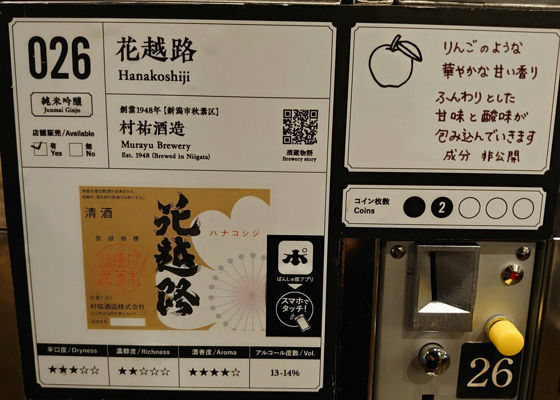 026
花越路
Hanakoshiji
純米吟醸
Junmai Ginjo
店舗販売/Available
有 Yes
無 No
創業1948年【新潟市秋葉区】
村祐酒造
Murayu Brewery
Est. 1948 (Brewed in Niigata)
酒蔵物語
Brewery story
清酒
花越路
ハナコシジ
村祐酒造株式会社
ぽ
ぽんしゅ館アプリ
スマホで
タッチ!
辛口度/Dryness
★★★☆☆
濃醇度/Richness
★★☆☆☆
酒香度/Aroma
★★★★☆
アルコール度数/Vol.
13-14%
りんごのような
華やかな甘い香り
ふんわりとした
甘味と酸味が
包み込んでいきます
成分 非公開
コイン枚数
Coins
2
26